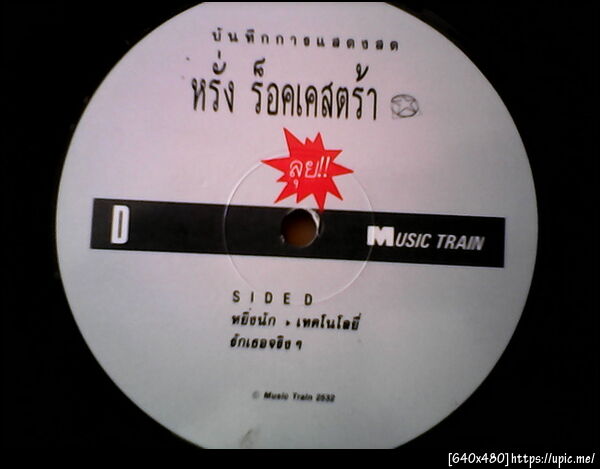 บันทึกการแสดงสด
หรั่ง ร็อคเคสตร้า
ลุย!!
D
MUSIC TRAIN
SIDE D
หยิ่งนัก เทคโนโลยี่
รักเธอจริง ๆ
© Music Train 2532
[640x480]https://upic.me/